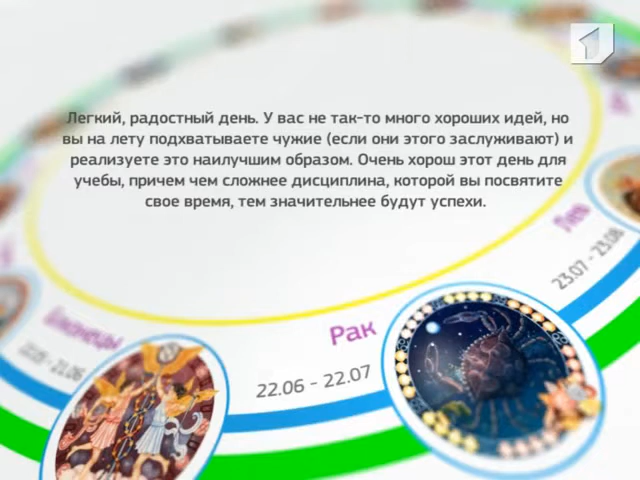 Легкий, радостный день. У вас не так-то много хороших идей, но
вы на лету подхватываете чужие (если они этого заслуживают) и
реализуете это наилучшим образом. Очень хорош этот день для
учебы, причем чем сложнее дисциплина, которой вы посвятите
свое время, тем значительнее будут успехи.
Лев
23.07 - 23.08
Рак
22.06 - 22.07
Близнецы
21.06